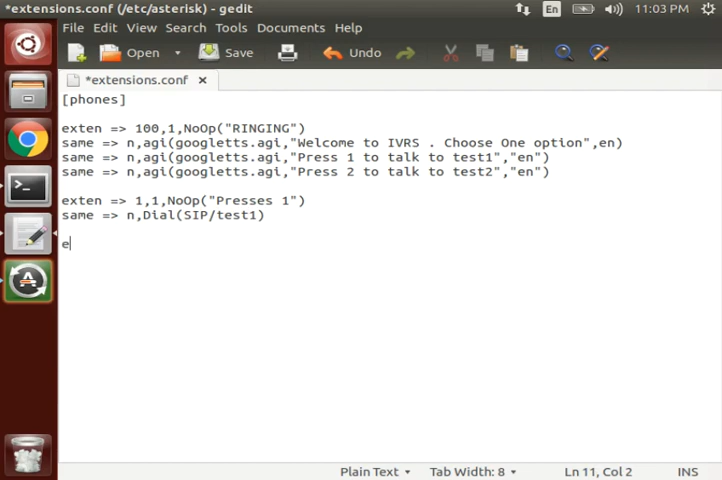 *extensions.conf (/etc/asterisk) - gedit
En
11:03 PM
File Edit View Search Tools Documents Help
Open Save Undo
*extensions.conf
[phones]
exten => 100,1,NoOp("RINGING")
same => n,agi(googletts.agi,"Welcome to IVRS . Choose One option",en)
same => n,agi(googletts.agi,"Press 1 to talk to test1","en")
same => n,agi(googletts.agi,"Press 2 to talk to test2","en")
exten => 1,1,NoOp("Presses 1")
same => n,Dial(SIP/test1)
e
Plain Text Tab Width: 8 Ln 11, Col 2 INS